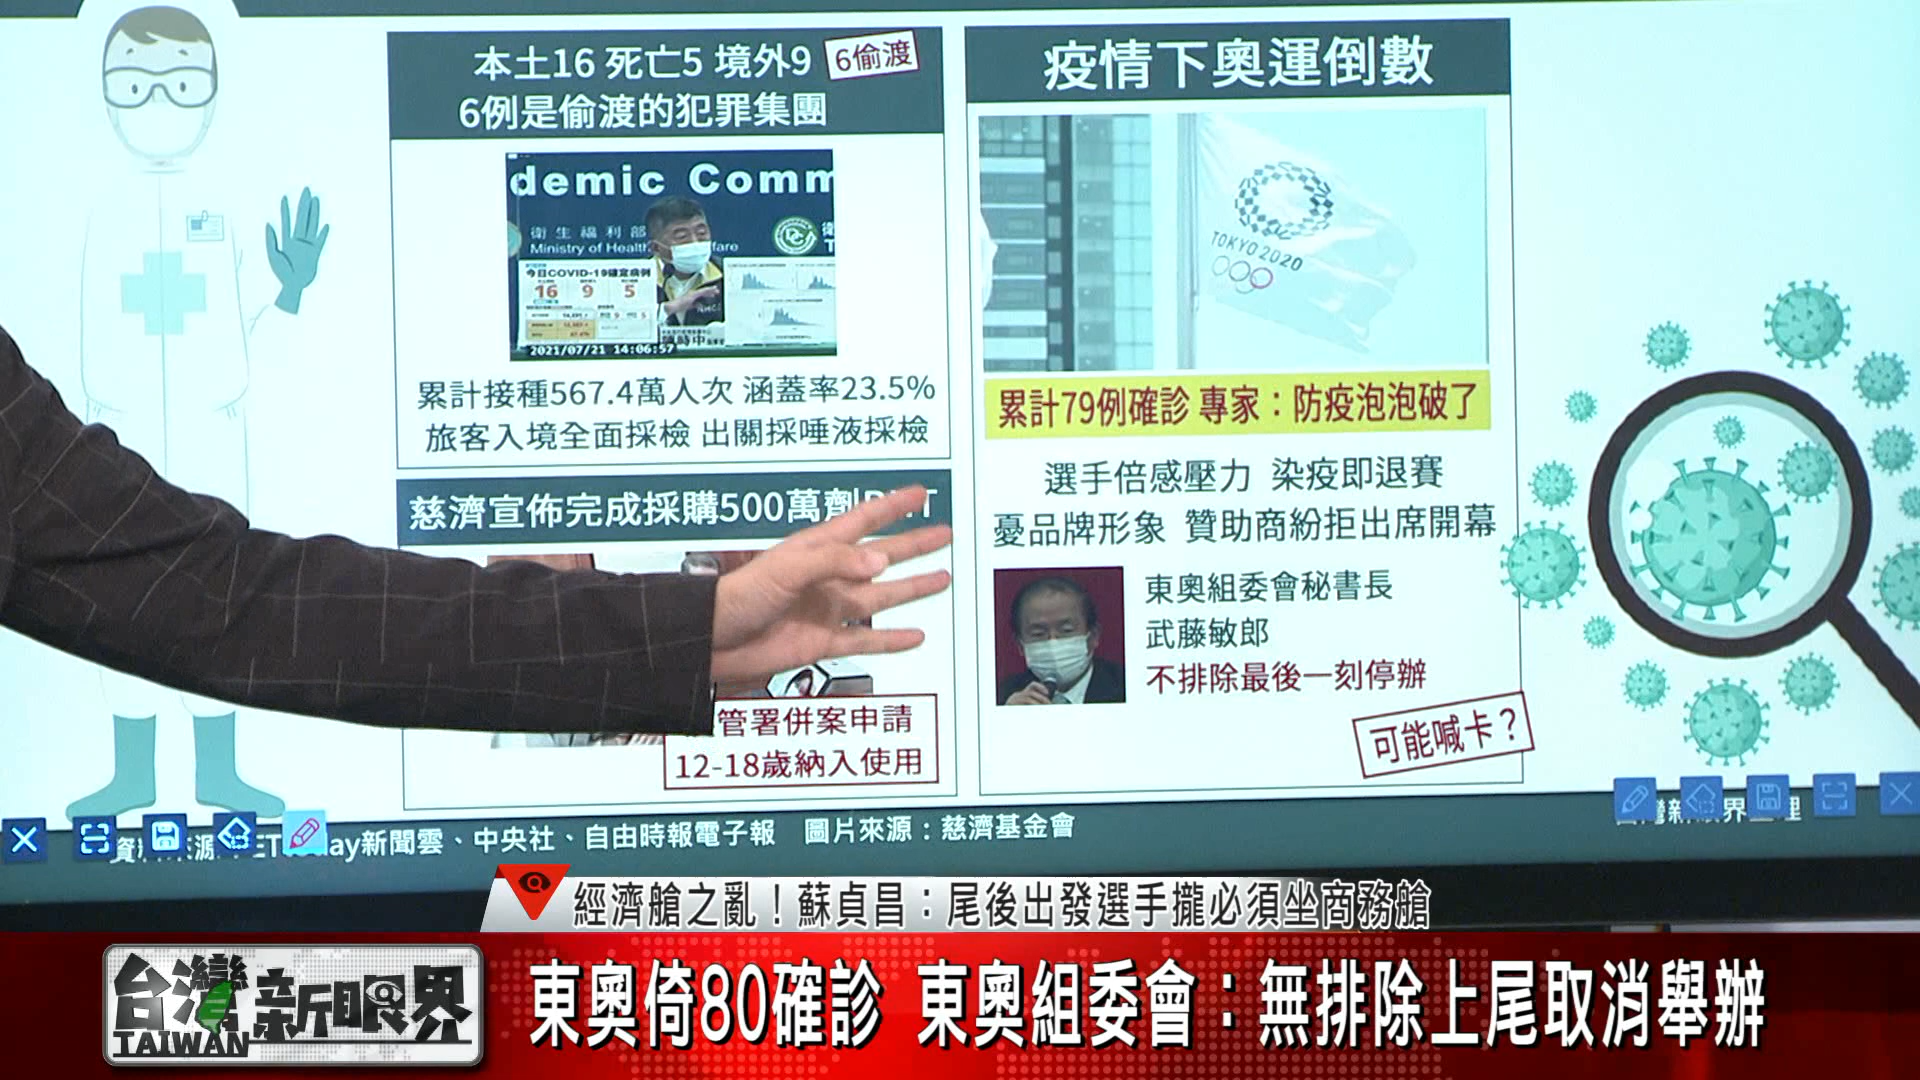 本土16 死亡5 境外9 6偷渡
6例是偷渡的犯罪集團
demic Comm
衛生福利部
Ministry of Health
fare
今日COVID-19確定病例
16 9 5
2021/07/21 14:06:57
累計接種567.4萬人次 涵蓋率23.5%
旅客入境全面採檢 出關採唾液採檢
慈濟宣佈完成採購500萬劑
管署併案申請
12-18歲納入使用
疫情下奧運倒數
TOKYO 2020
累計79例確診 專家：防疫泡泡破了
選手倍感壓力 染疫即退賽
憂品牌形象 贊助商紛拒出席開幕
東奧組委會秘書長
武藤敏郎
不排除最後一刻停辦
可能喊卡？
新聞雲、中央社、自由時報電子報 圖片來源：慈濟基金會
經濟艙之亂！蘇貞昌：尾後出發選手攏必須坐商務艙
台灣新眼界
TAIWAN
東奧倚80確診 東奧組委會：無排除上尾取消舉辦